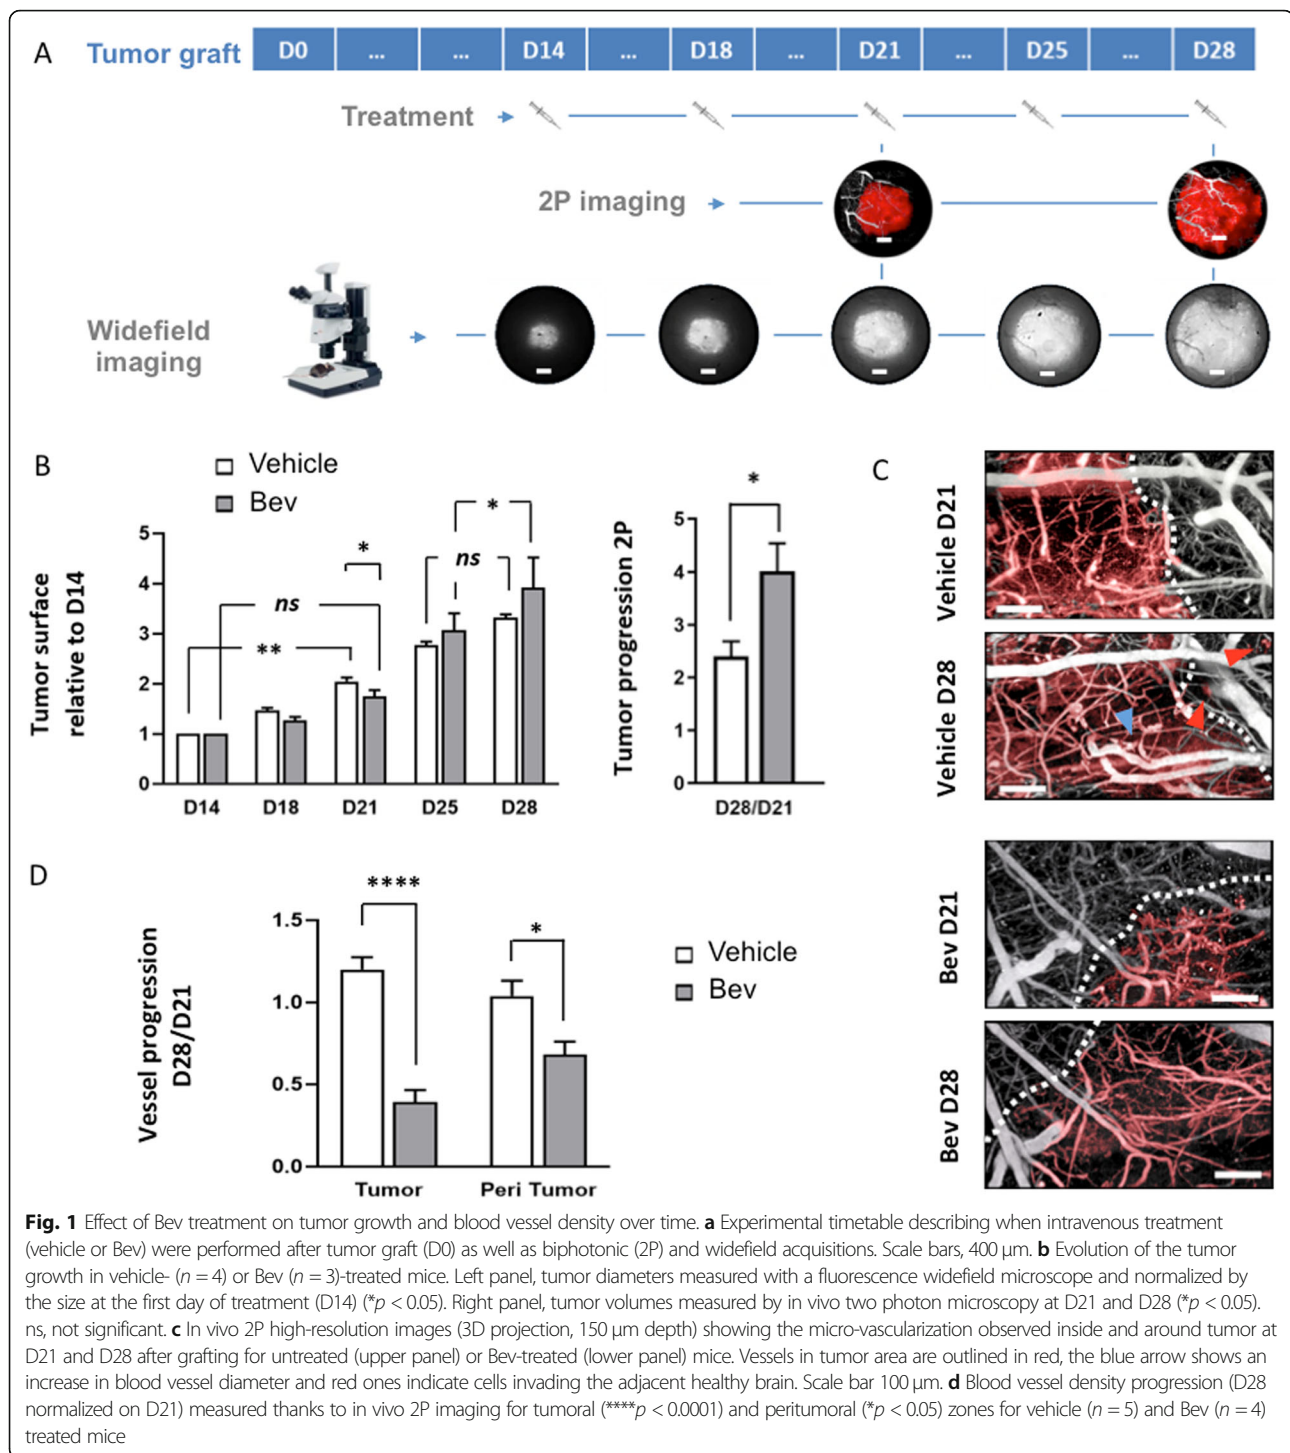 A
Tumor graft D0 ... ... D14 ... D18 ... D21 ... D25 ... D28
Treatment
2P imaging
Widefield
imaging
B
Vehicle
Bev
Tumor surface
relative to D14
5
4
3
2
1
0
**
ns
*
ns
*
D14 D18 D21 D25 D28
Tumor progression 2P
5
4
3
2
1
0
*
D28/D21
C
Vehicle D21
Vehicle D28
Bev D21
Bev D28
D
Vessel progression
D28/D21
1.5
1.0
0.5
0.0
****
*
Tumor Peri Tumor
Vehicle
Bev
Fig. 1 Effect of Bev treatment on tumor growth and blood vessel density over time. a Experimental timetable describing when intravenous treatment
(vehicle or Bev) were performed after tumor graft (D0) as well as biphotonic (2P) and widefield acquisitions. Scale bars, 400 μm. b Evolution of the tumor
growth in vehicle- (n = 4) or Bev (n = 3)-treated mice. Left panel, tumor diameters measured with a fluorescence widefield microscope and normalized by
the size at the first day of treatment (D14) (*p < 0.05). Right panel, tumor volumes measured by in vivo two photon microscopy at D21 and D28 (*p < 0.05).
ns, not significant. c In vivo 2P high-resolution images (3D projection, 150 μm depth) showing the micro-vascularization observed inside and around tumor at
D21 and D28 after grafting for untreated (upper panel) or Bev-treated (lower panel) mice. Vessels in tumor area are outlined in red, the blue arrow shows an
increase in blood vessel diameter and red ones indicate cells invading the adjacent healthy brain. Scale bar 100 μm. d Blood vessel density progression (D28
normalized on D21) measured thanks to in vivo 2P imaging for tumoral (****p < 0.0001) and peritumoral (*p < 0.05) zones for vehicle (n = 5) and Bev (n = 4)
treated mice